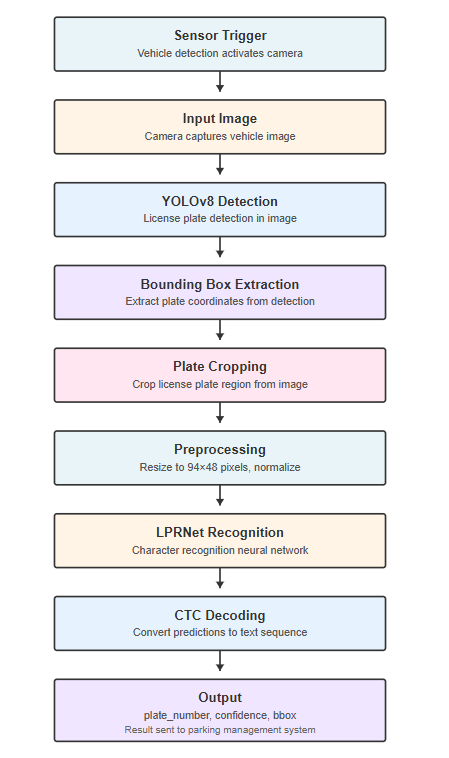 Sensor Trigger
Vehicle detection activates camera
Input Image
Camera captures vehicle image
YOLOv8 Detection
License plate detection in image
Bounding Box Extraction
Extract plate coordinates from detection
Plate Cropping
Crop license plate region from image
Preprocessing
Resize to 94×48 pixels, normalize
LPRNet Recognition
Character recognition neural network
CTC Decoding
Convert predictions to text sequence
Output
plate_number, confidence, bbox
Result sent to parking management system